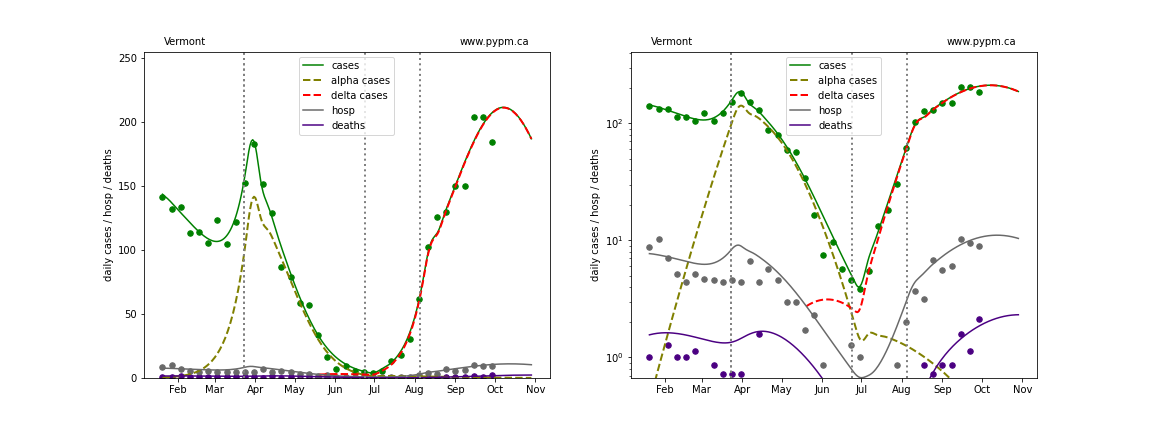 Vermont www.pypm.ca
250
200
150
100
50
0
daily cases / hosp / deaths
cases
alpha cases
delta cases
hosp
deaths
Feb Mar Apr May Jun Jul Aug Sep Oct Nov
Vermont www.pypm.ca
10²
10¹
10⁰
daily cases / hosp / deaths
cases
alpha cases
delta cases
hosp
deaths
Feb Mar Apr May Jun Jul Aug Sep Oct Nov